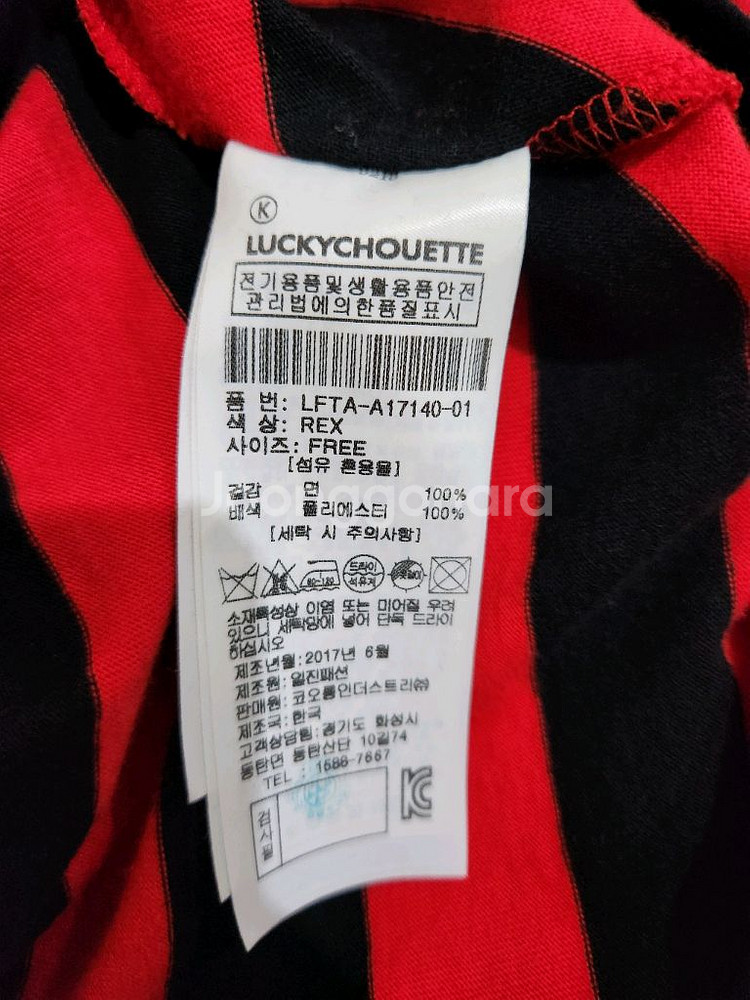 K
LUCKYCHOUETTE
전기용품및생활용품안전
관리법에의한품질표시
품 번: LFTA-A17140-01
색 상: REX
사이즈: FREE
[섬유 혼용율]
겉감 면 100%
배색 폴리에스터 100%
Joonggonara
[세탁 시 주의사항]
80~120
드라이
석유계
소재특성상 이염 또는 미어질 우려
있으니 세탁망에 넣어 단독 드라이
하십시오
제조년월:2017년 6월
제조원:일진패션
판매원:코오롱인더스트리㈜
제조국:한국
고객상담팀:경기도 화성시
동탄면 동탄산단 10길74
TEL : 1588-7667
검사필